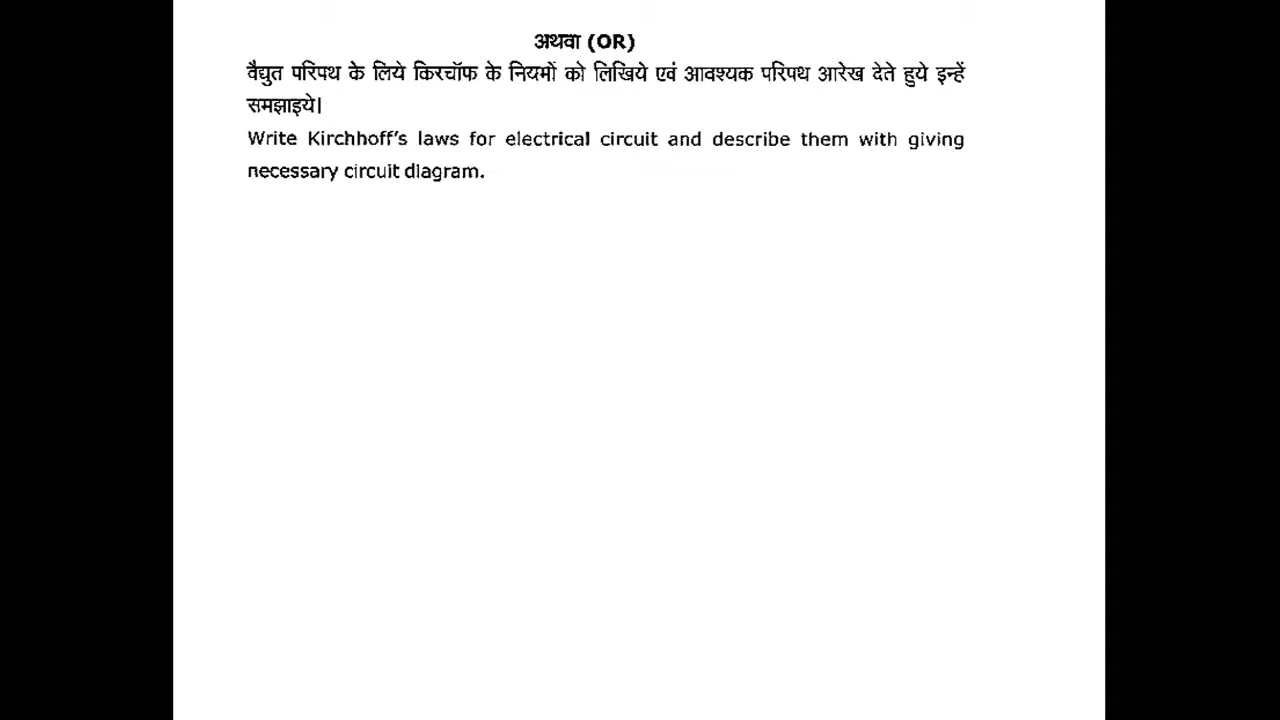 अथवा (OR)
वैद्युत परिपथ के लिये किरचॉफ के नियमों को लिखिये एवं आवश्यक परिपथ आरेख देते हुये इन्हें
समझाइये।
Write Kirchhoff's laws for electrical circuit and describe them with giving
necessary circuit diagram.